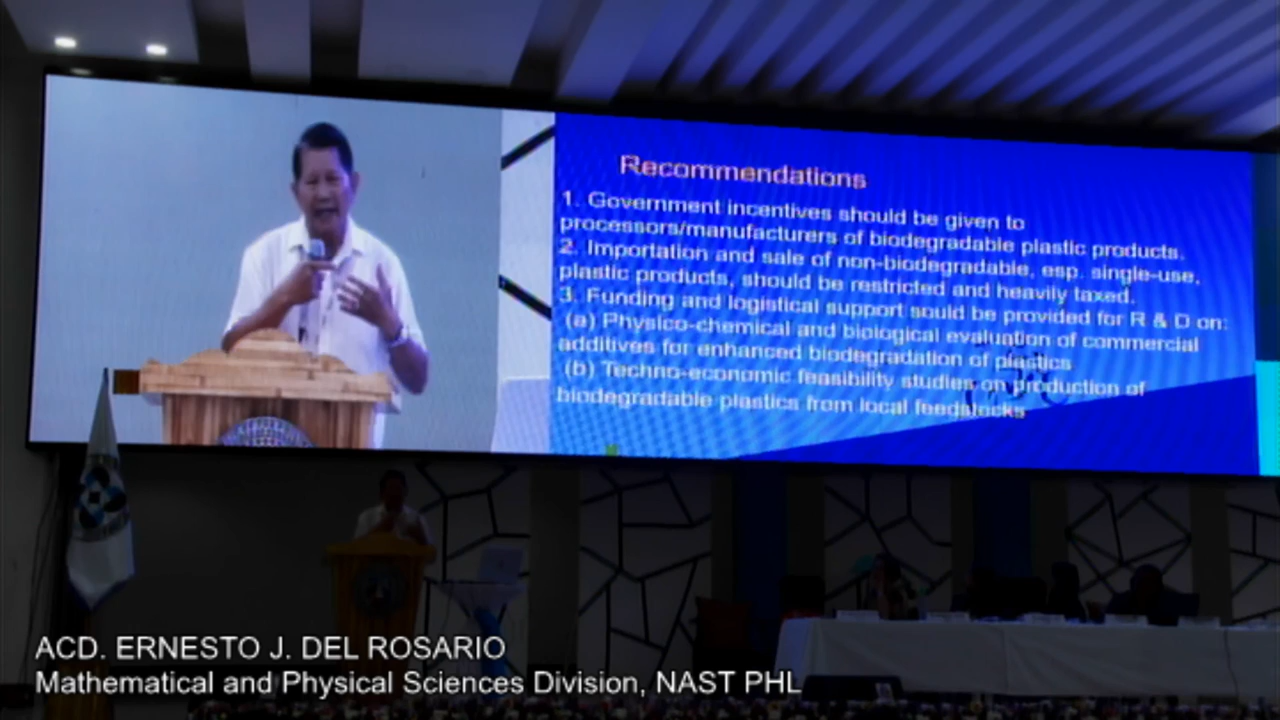 Recommendations
1. Government incentives should be given to
processors/manufacturers of biodegradable plastic products.
2. Importation and sale of non-biodegradable, esp. single-use,
plastic products, should be restricted and heavily taxed.
3. Funding and logistical support sould be provided for R & D on:
(a) Physico-chemical and biological evaluation of commercial
additives for enhanced biodegradation of plastics
(b) Techno-economic feasibility studies on production of
biodegradable plastics from local feedstocks
ACD. ERNESTO J. DEL ROSARIO
Mathematical and Physical Sciences Division, NAST PHL